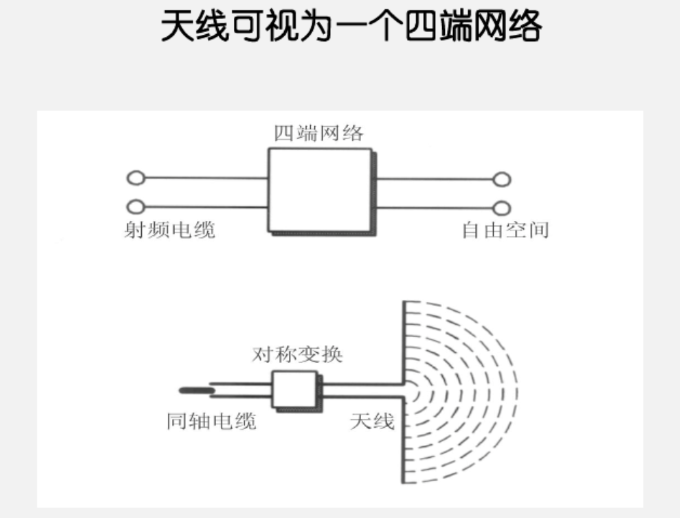 天线可视为一个四端网络
四端网络
射频电缆
自由空间
对称变换
同轴电缆
天线